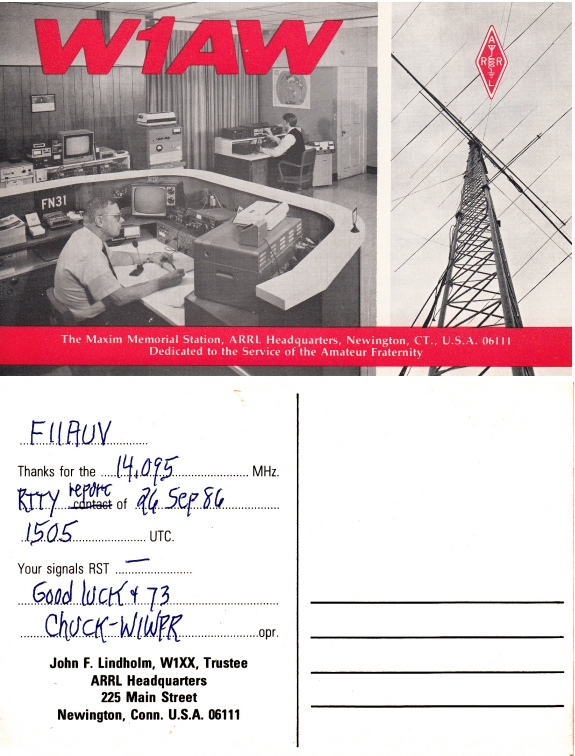 W1AW
A
R R
L
FN31
The Maxim Memorial Station, ARRL Headquarters, Newington, CT., U.S.A. 06111
Dedicated to the Service of the Amateur Fraternity
F11AUV
Thanks for the 14,095 MHz.
RTTY report contact of 26 Sep 86
1505 UTC.
Your signals RST —
Good luck & 73
Chuck-W1WPR opr.
John F. Lindholm, W1XX, Trustee
ARRL Headquarters
225 Main Street
Newington, Conn. U.S.A. 06111